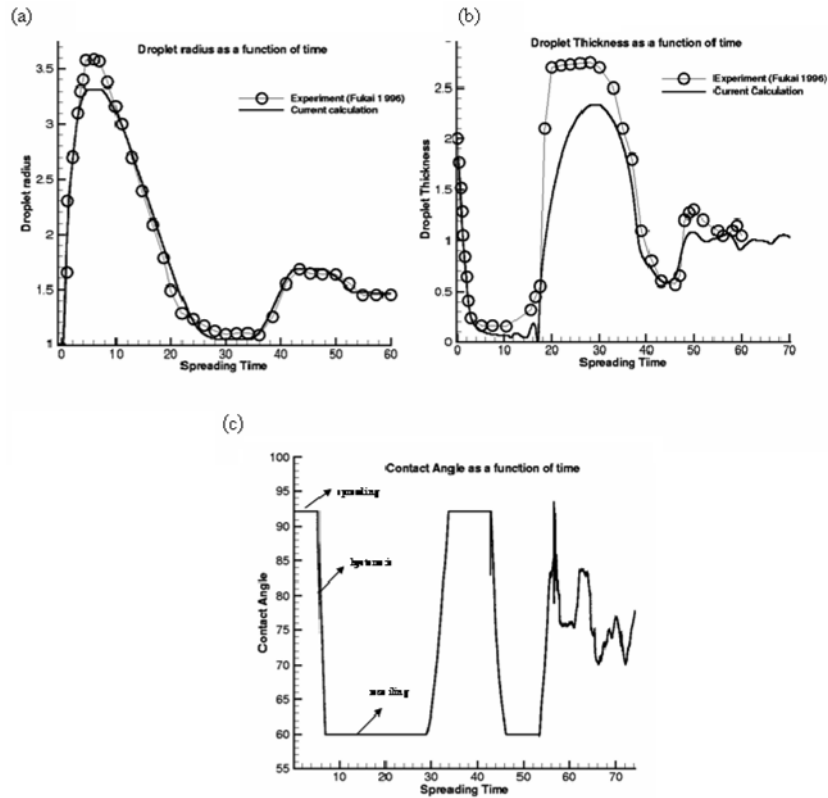 (a)
Droplet radius as a function of time
3.5
3
2.5
2
1.5
1
Droplet radius
Experiment (Fukai 1996)
Current calculation
0 10 20 30 40 50 60
Spreading Time
(b)
Droplet Thickness as a function of time
2.5
2
1.5
1
0.5
0
Droplet Thickness
Experiment (Fukai 1996)
Current Calculation
0 10 20 30 40 50 60 70
Spreading Time
(c)
Contact Angle as a function of time
100
95
90
85
80
75
70
65
60
55
Contact Angle
spreading
hysteresis
recoiling
10 20 30 40 50 60 70
Spreading Time